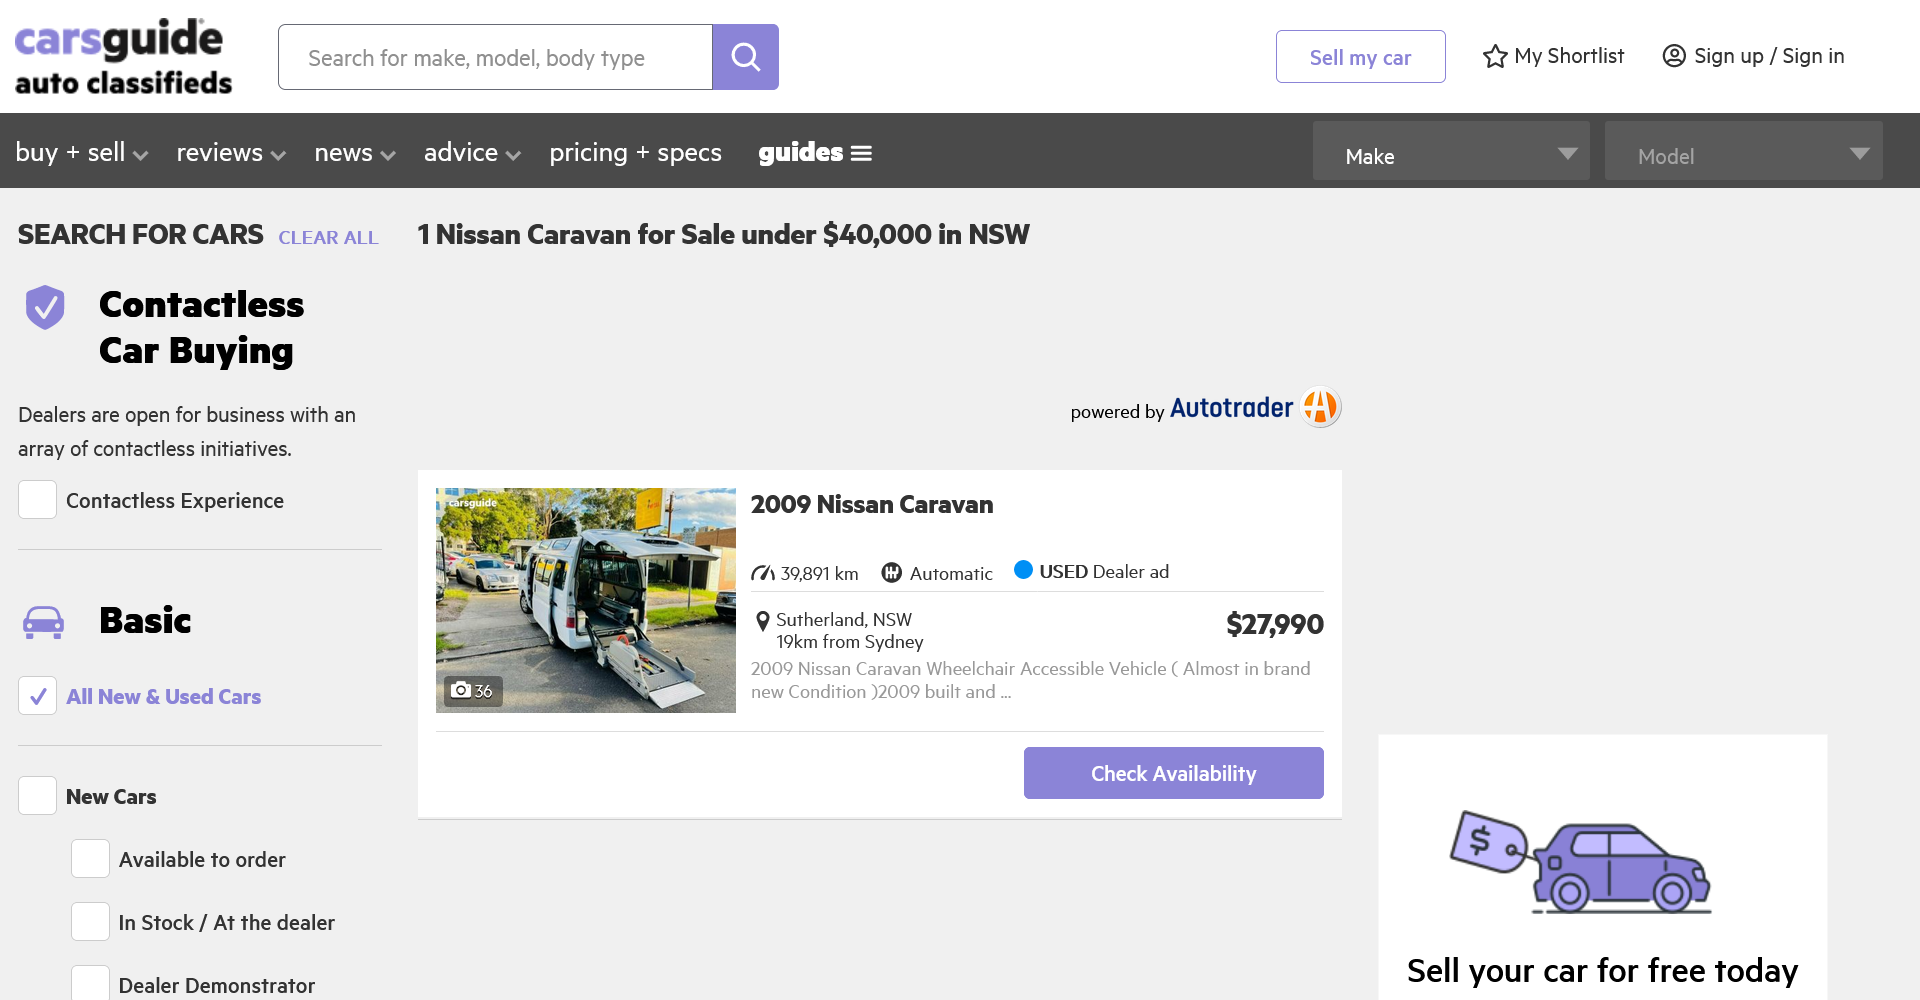 carsguide
auto classifieds
Search for make, model, body type
Sell my car
My Shortlist
Sign up / Sign in
buy + sell
reviews
news
advice
pricing + specs
guides
Make
Model
SEARCH FOR CARS
CLEAR ALL
1 Nissan Caravan for Sale under $40,000 in NSW
Contactless
Car Buying
Dealers are open for business with an
array of contactless initiatives.
Contactless Experience
Basic
All New & Used Cars
New Cars
Available to order
In Stock / At the dealer
Dealer Demonstrator
powered by Autotrader
carsguide
36
2009 Nissan Caravan
39,891 km
Automatic
USED Dealer ad
Sutherland, NSW
19km from Sydney
$27,990
2009 Nissan Caravan Wheelchair Accessible Vehicle ( Almost in brand
new Condition )2009 built and ...
Check Availability
$
Sell your car for free today